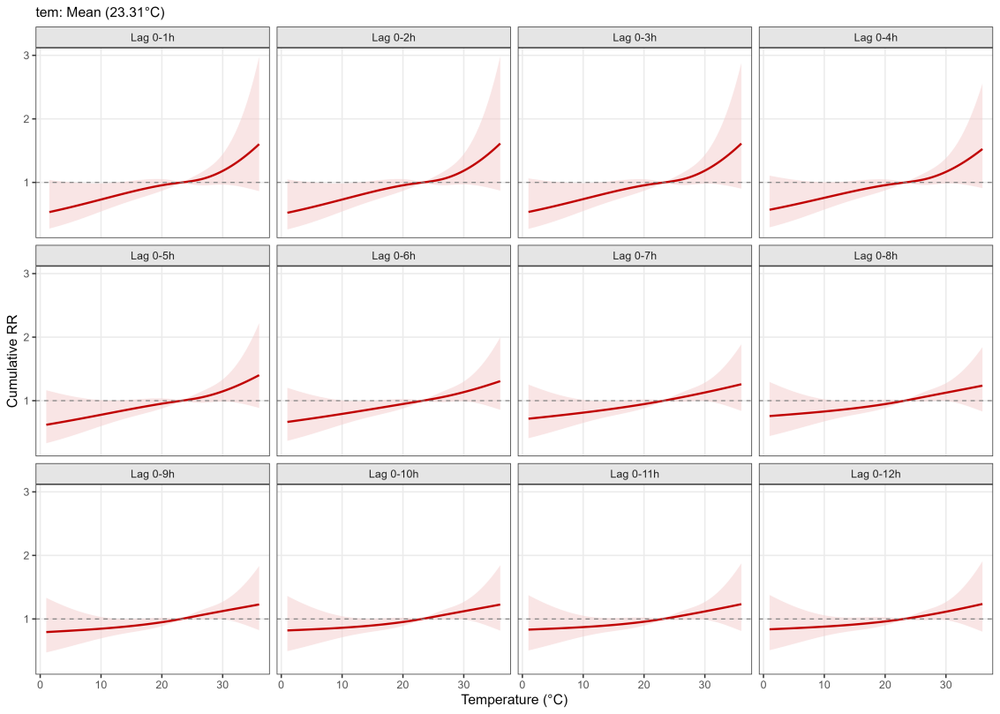 tem: Mean (23.31°C)
Lag 0-1h
Lag 0-2h
Lag 0-3h
Lag 0-4h
3
2
1
Lag 0-5h
Lag 0-6h
Lag 0-7h
Lag 0-8h
3
2
1
Cumulative RR
Lag 0-9h
Lag 0-10h
Lag 0-11h
Lag 0-12h
3
2
1
0 10 20 30 0 10 20 30 0 10 20 30 0 10 20 30
Temperature (°C)